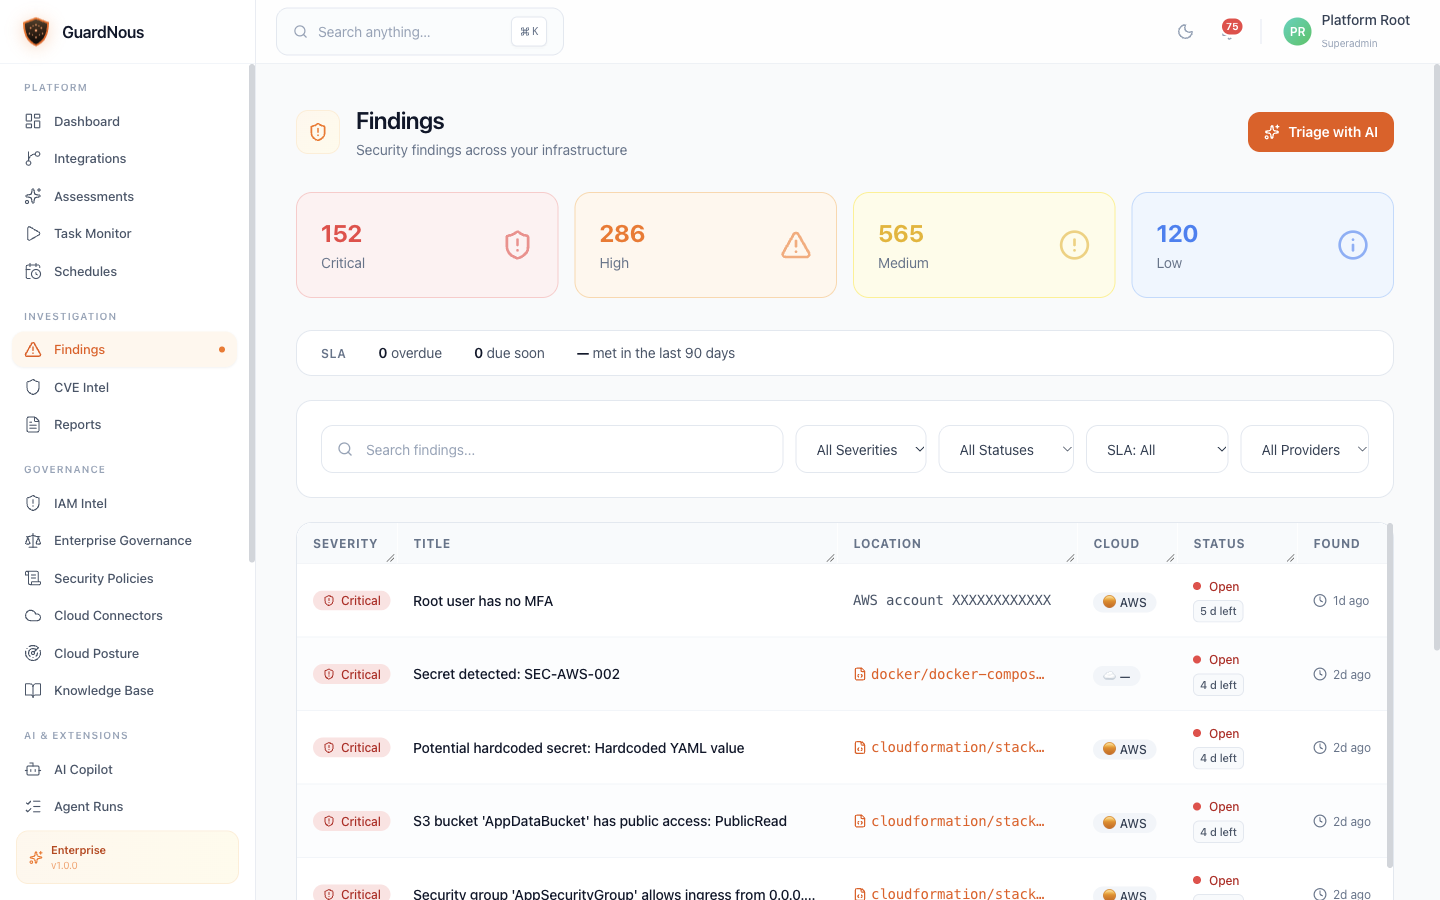 GuardNous
Search anything...
⌘ K
75
PR
Platform Root
Superadmin
PLATFORM
Dashboard
Integrations
Assessments
Task Monitor
Schedules
INVESTIGATION
Findings
CVE Intel
Reports
GOVERNANCE
IAM Intel
Enterprise Governance
Security Policies
Cloud Connectors
Cloud Posture
Knowledge Base
AI & EXTENSIONS
AI Copilot
Agent Runs
Enterprise
v1.0.0
Findings
Security findings across your infrastructure
Triage with AI
152
Critical
286
High
565
Medium
120
Low
SLA 0 overdue 0 due soon — met in the last 90 days
Search findings...
All Severities
All Statuses
SLA: All
All Providers
SEVERITY TITLE LOCATION CLOUD STATUS FOUND
Critical Root user has no MFA AWS account XXXXXXXXXXXX AWS Open 1d ago
5 d left
Critical Secret detected: SEC-AWS-002 docker/docker-compos… — Open 2d ago
4 d left
Critical Potential hardcoded secret: Hardcoded YAML value cloudformation/stack… AWS Open 2d ago
4 d left
Critical S3 bucket 'AppDataBucket' has public access: PublicRead cloudformation/stack… AWS Open 2d ago
4 d left
Critical Security group 'AppSecurityGroup' allows ingress from 0.0.0.… cloudformation/stack… AWS Open 2d ago